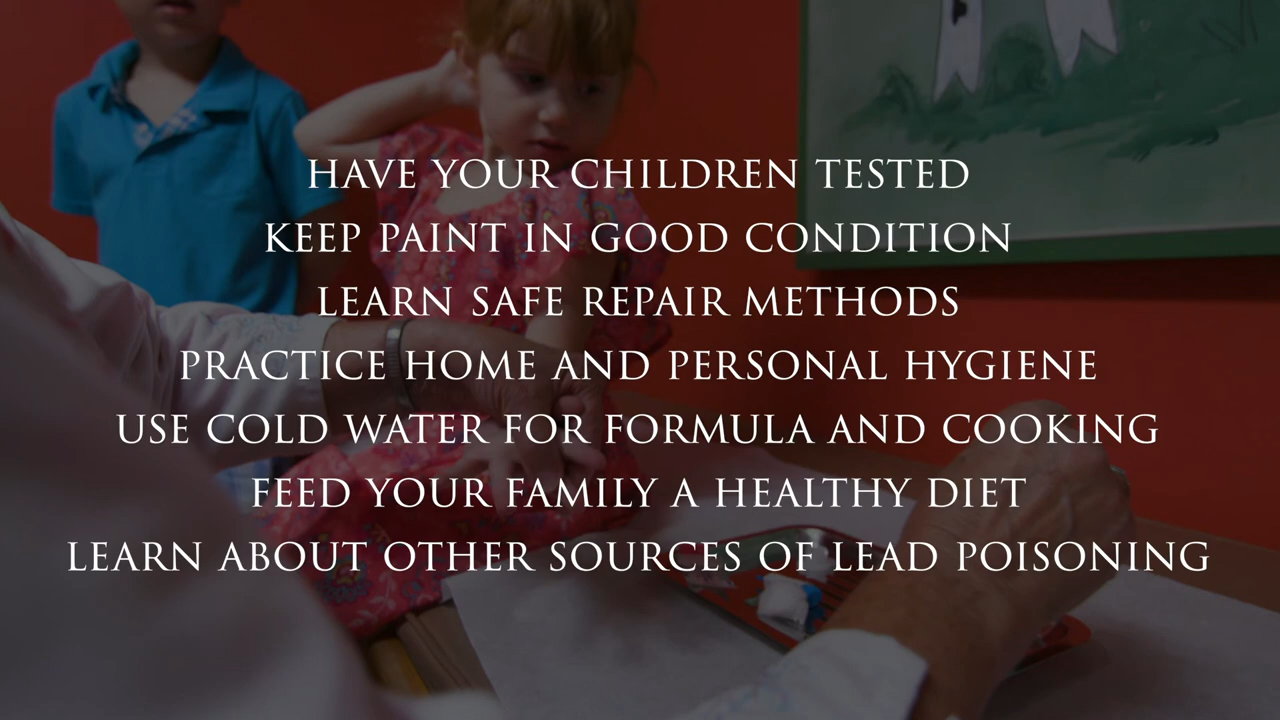 HAVE YOUR CHILDREN TESTED
KEEP PAINT IN GOOD CONDITION
LEARN SAFE REPAIR METHODS
PRACTICE HOME AND PERSONAL HYGIENE
USE COLD WATER FOR FORMULA AND COOKING
FEED YOUR FAMILY A HEALTHY DIET
LEARN ABOUT OTHER SOURCES OF LEAD POISONING